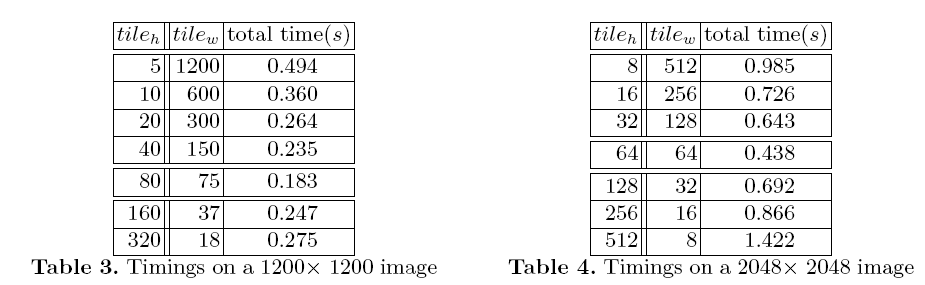 tile_h tile_w total time(s)
5 1200 0.494
10 600 0.360
20 300 0.264
40 150 0.235
80 75 0.183
160 37 0.247
320 18 0.275
Table 3. Timings on a 1200× 1200 image
tile_h tile_w total time(s)
8 512 0.985
16 256 0.726
32 128 0.643
64 64 0.438
128 32 0.692
256 16 0.866
512 8 1.422
Table 4. Timings on a 2048× 2048 image